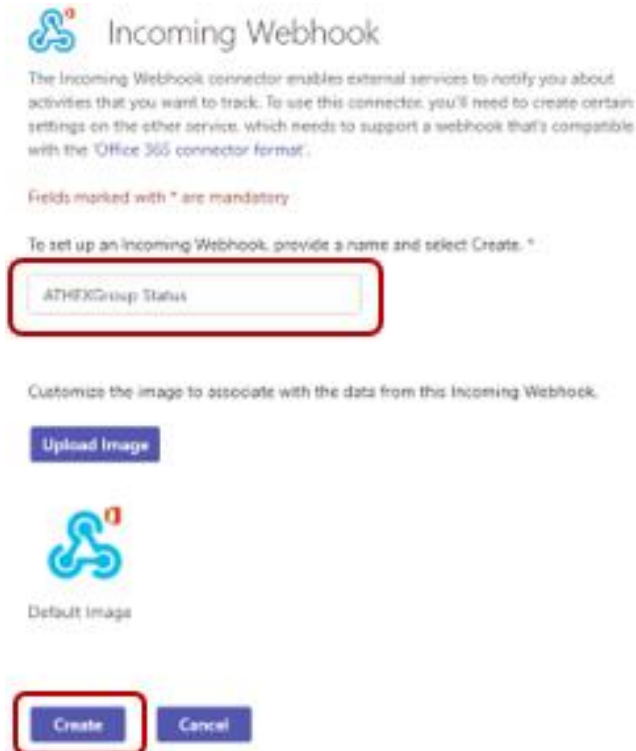 Incoming Webhook
The Incoming Webhook connector enables external services to notify you about
activities that you want to track. To use this connector, you'll need to create certain
settings on the other service, which needs to support a webhook that's compatible
with the 'Office 365 connector format'.
Fields marked with * are mandatory
To set up an Incoming Webhook, provide a name and select Create. *
ATHEXGroup Status
Customize the image to associate with the data from this Incoming Webhook.
Upload Image
Default Image
Create
Cancel